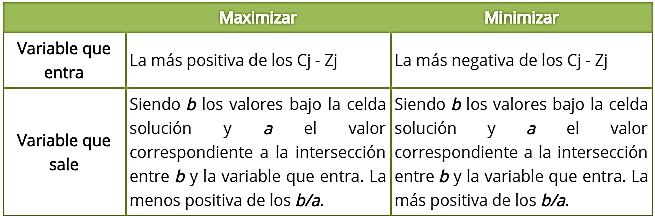 Maximizar Minimizar
Variable que entra
La más positiva de los Cj - Zj
La más negativa de los Cj - Zj
Variable que sale
Siendo b los valores bajo la celda
solución y a el valor
correspondiente a la intersección
entre b y la variable que entra. La
menos positiva de los b/a.
Siendo b los valores bajo la celda
solución y a el valor
correspondiente a la intersección
entre b y la variable que entra. La
más positiva de los b/a.